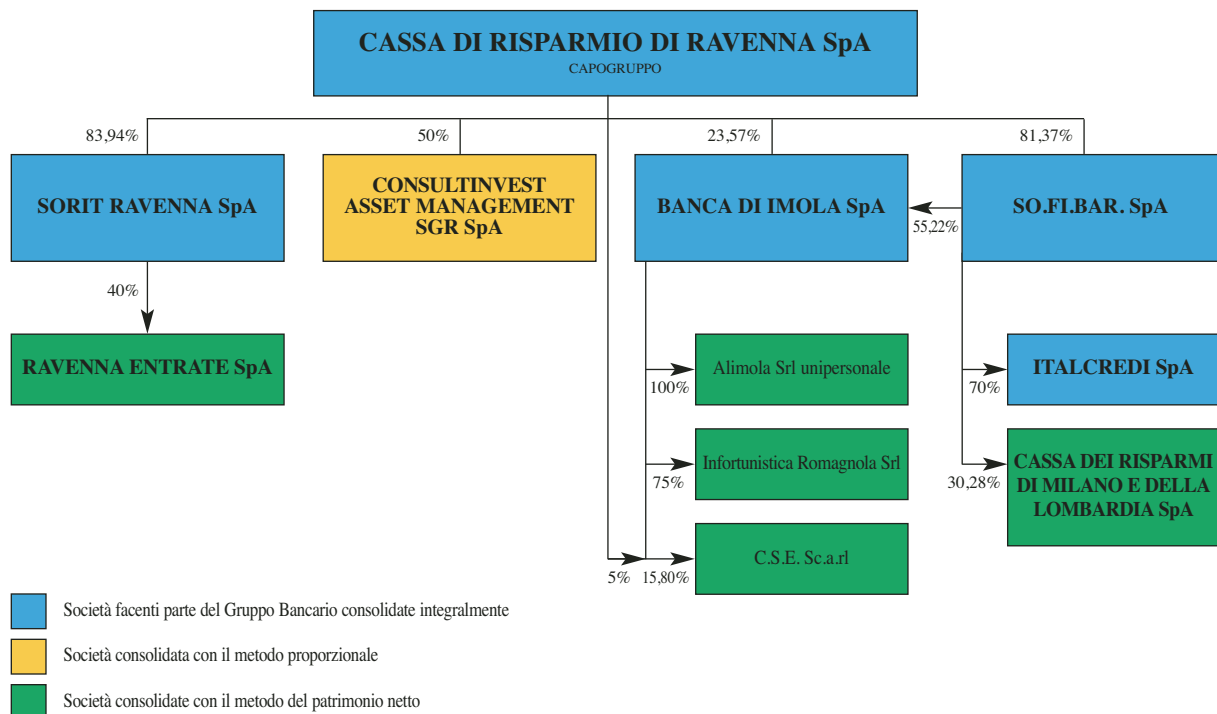 CASSA DI RISPARMIO DI RAVENNA SpA
CAPOGRUPPO
83,94%
50%
23,57%
81,37%
SORIT RAVENNA SpA
CONSULTINVEST
ASSET MANAGEMENT
SGR SpA
BANCA DI IMOLA SpA
55,22%
SO.FI.BAR. SpA
40%
RAVENNA ENTRATE SpA
100%
Alimola Srl unipersonale
70%
ITALCREDI SpA
75%
Infortunistica Romagnola Srl
30,28%
CASSA DEI RISPARMI
DI MILANO E DELLA
LOMBARDIA SpA
5%
15,80%
C.S.E. Sc.a.rl
Società facenti parte del Gruppo Bancario consolidate integralmente
Società consolidata con il metodo proporzionale
Società consolidate con il metodo del patrimonio netto